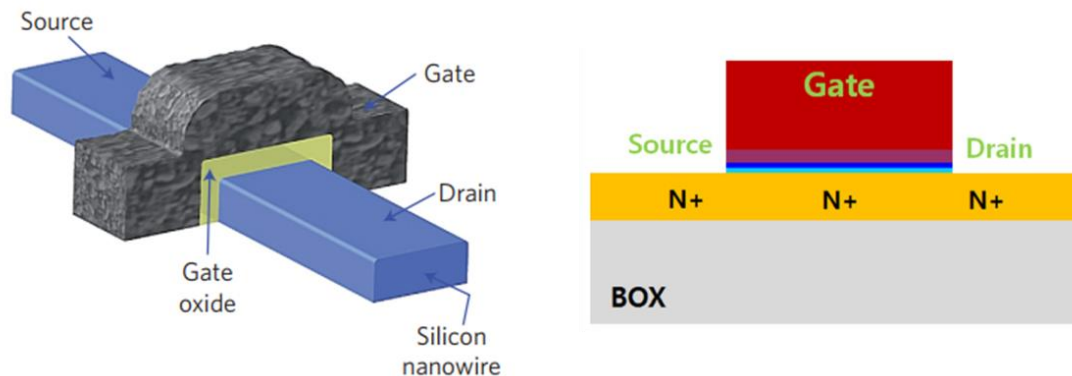 Source
Gate
Drain
Gate
oxide
Silicon
nanowire
Gate
Source
Drain
N+ N+ N+
BOX